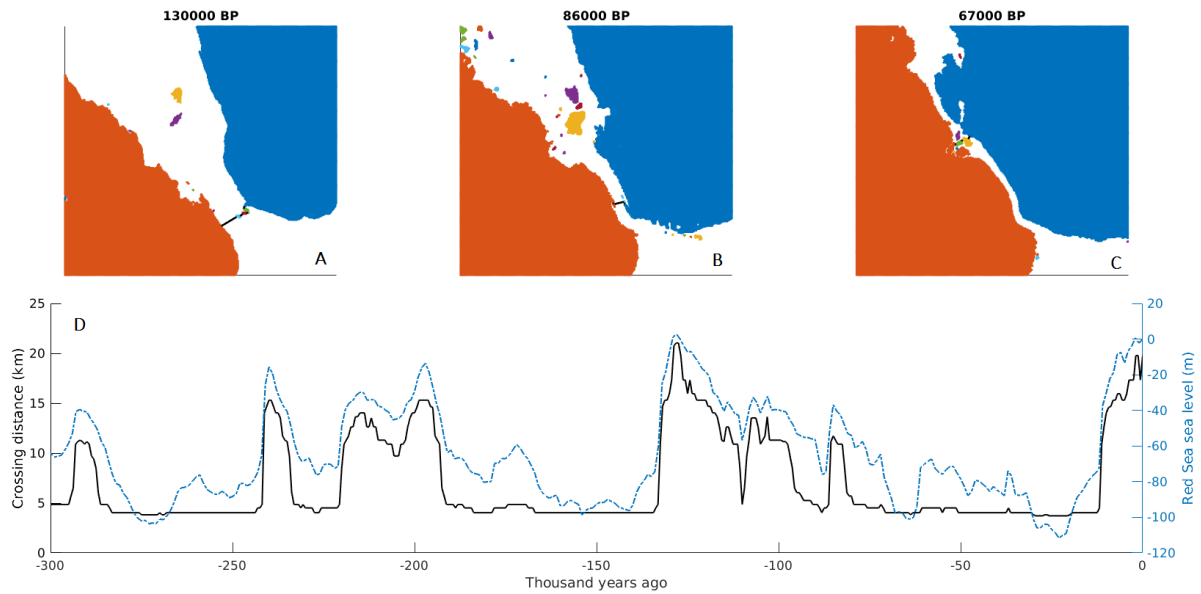 130000 BP
86000 BP
67000 BP
A
B
C
D
25
20
15
10
5
0
Crossing distance (km)
20
0
-20
-40
-60
-80
-100
-120
Red Sea sea level (m)
-300
-250
-200
-150
-100
-50
0
Thousand years ago